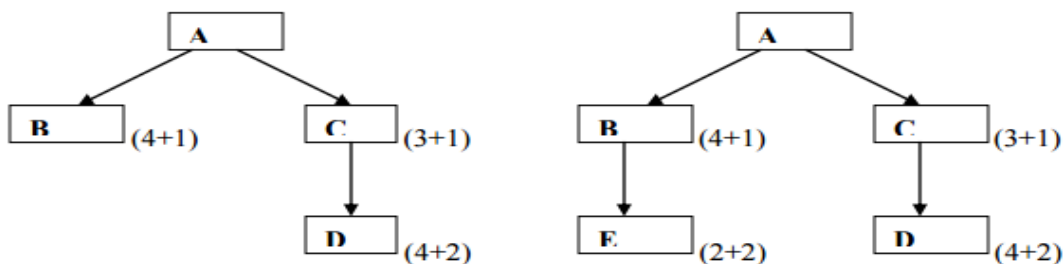 A A
B (4+1) C (3+1) B (4+1) C (3+1)
D (4+2) E (2+2) D (4+2)